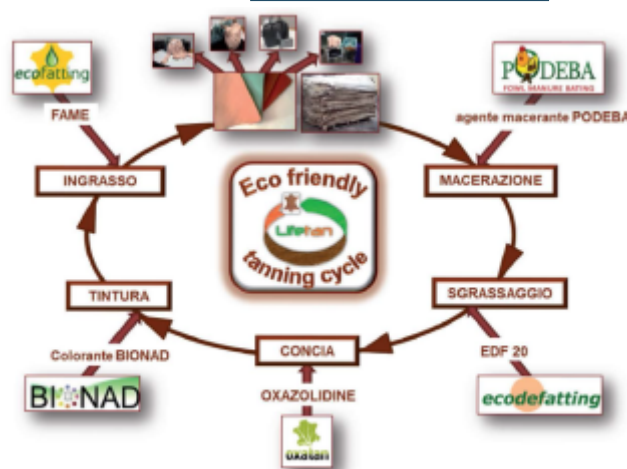 ecofatting
FAME
INGRASSO
PODEBA
FOWL MANURE BATING
agente macerante PODEBA
MACERAZIONE
Eco friendly
Lifetan
tanning cycle
TINTURA
SGRASSAGGIO
Colorante BIONAD
BIONAD
CONCIA
OXAZOLIDINE
oxatan
EDF 20
ecodefatting